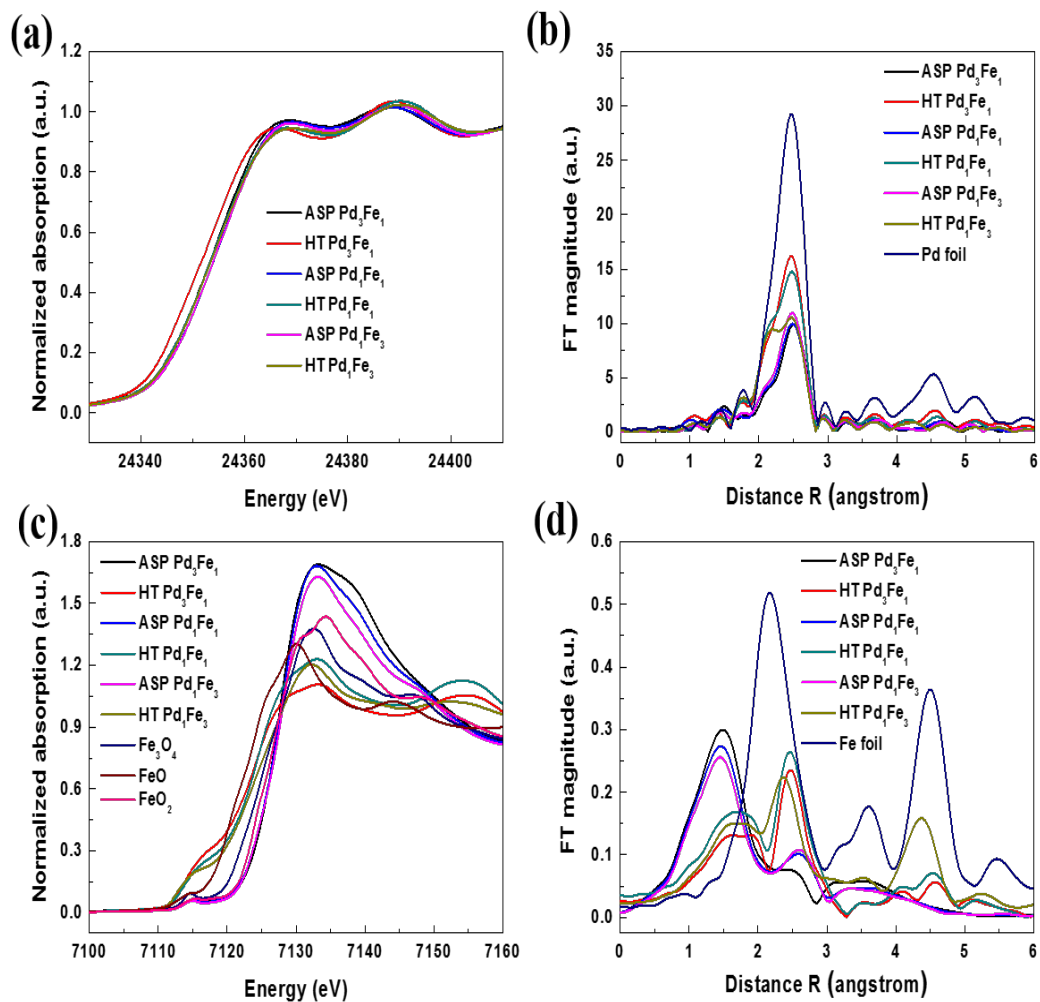 (a)
Normalized absorption (a.u.)
1.2
1.0
0.8
0.6
0.4
0.2
0.0
ASP Pd₃Fe₁
HT Pd₃Fe₁
ASP Pd₁Fe₁
HT Pd₁Fe₁
ASP Pd₁Fe₃
HT Pd₁Fe₃
24340 24360 24380 24400
Energy (eV)
(b)
FT magnitude (a.u.)
35
30
25
20
15
10
5
0
ASP Pd₃Fe₁
HT Pd₃Fe₁
ASP Pd₁Fe₁
HT Pd₁Fe₁
ASP Pd₁Fe₃
HT Pd₁Fe₃
Pd foil
0 1 2 3 4 5 6
Distance R (angstrom)
(c)
Normalized absorption (a.u.)
1.8
1.5
1.2
0.9
0.6
0.3
0.0
ASP Pd₃Fe₁
HT Pd₃Fe₁
ASP Pd₁Fe₁
HT Pd₁Fe₁
ASP Pd₁Fe₃
HT Pd₁Fe₃
Fe₃O₄
FeO
FeO₂
7100 7110 7120 7130 7140 7150 7160
Energy (eV)
(d)
FT magnitude (a.u.)
0.6
0.5
0.4
0.3
0.2
0.1
0.0
ASP Pd₃Fe₁
HT Pd₃Fe₁
ASP Pd₁Fe₁
HT Pd₁Fe₁
ASP Pd₁Fe₃
HT Pd₁Fe₃
Fe foil
0 1 2 3 4 5 6
Distance R (angstrom)